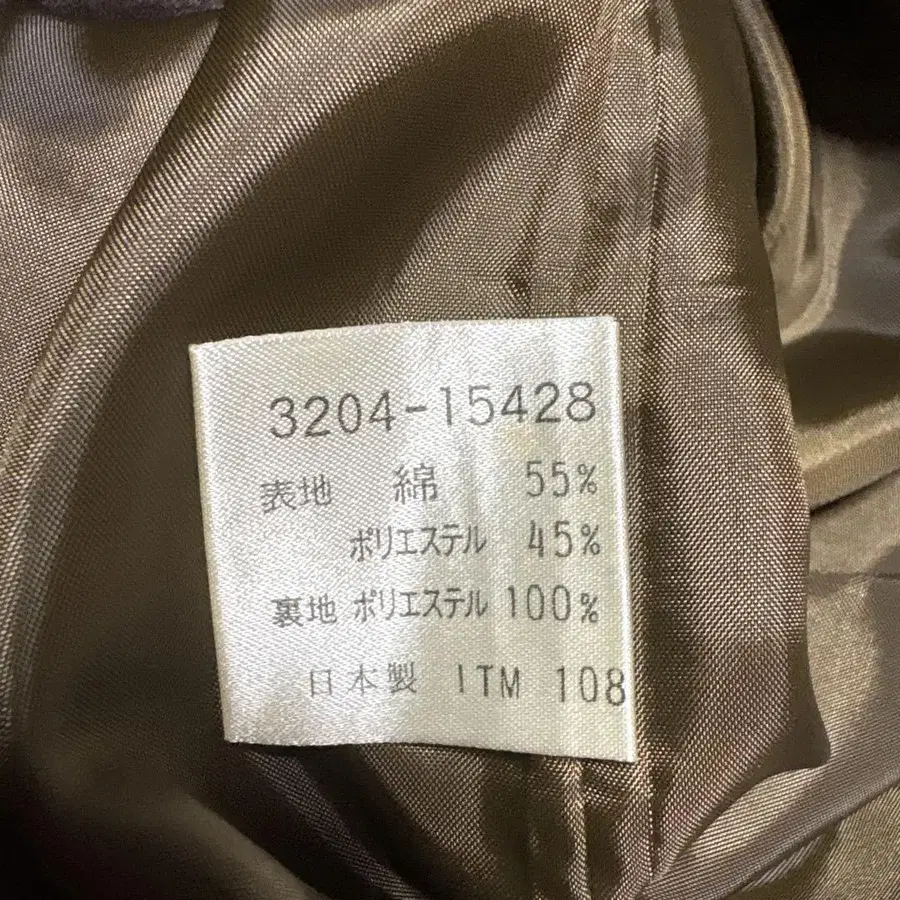 3204-15428
表地 綿 55%
ポリエステル 45%
裏地 ポリエステル 100%
日本製 ITM 108